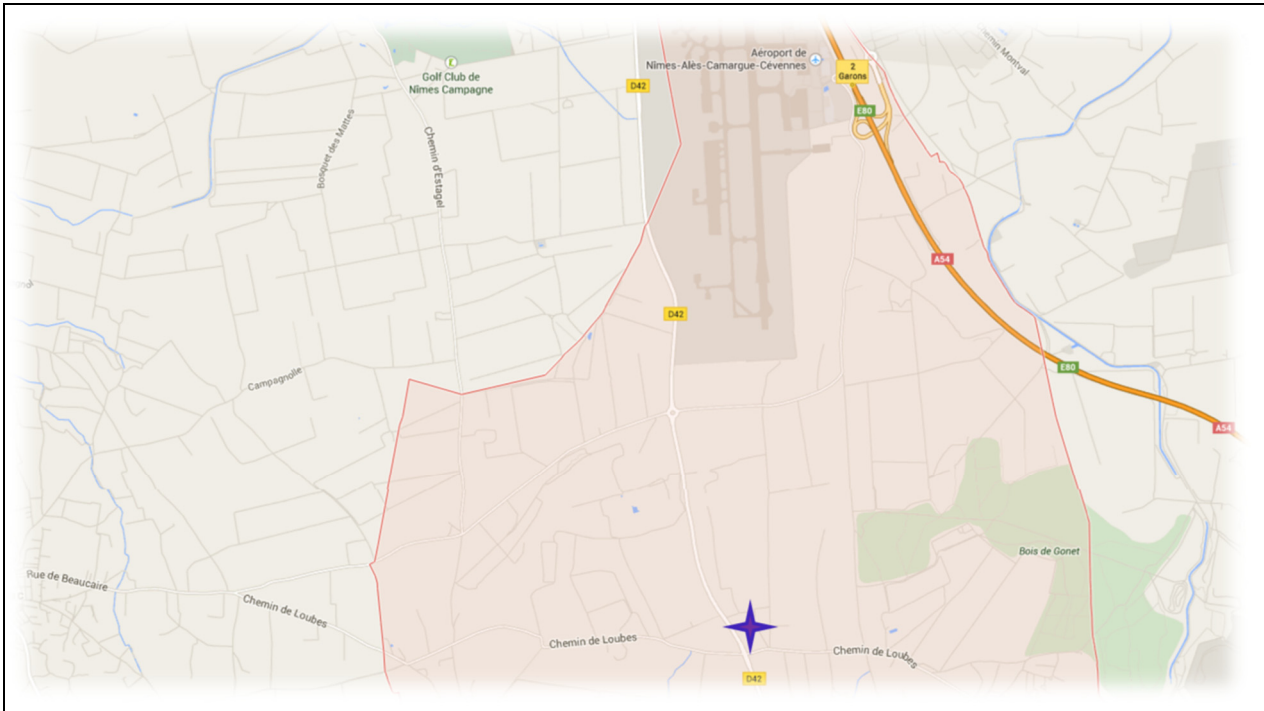 Aéroport de
Nîmes-Alès-Camargue-Cévennes
2
Garons
Chemin Montval
Golf Club de
Nîmes Campagne
D42
E80
Bosquet des Mattes
Chemin d'Estagel
A54
D42
E80
Campagnolle
A54
Bois de Gonet
Rue de Beaucaire
Chemin de Loubes
Chemin de Loubes
Chemin de Loubes
D42